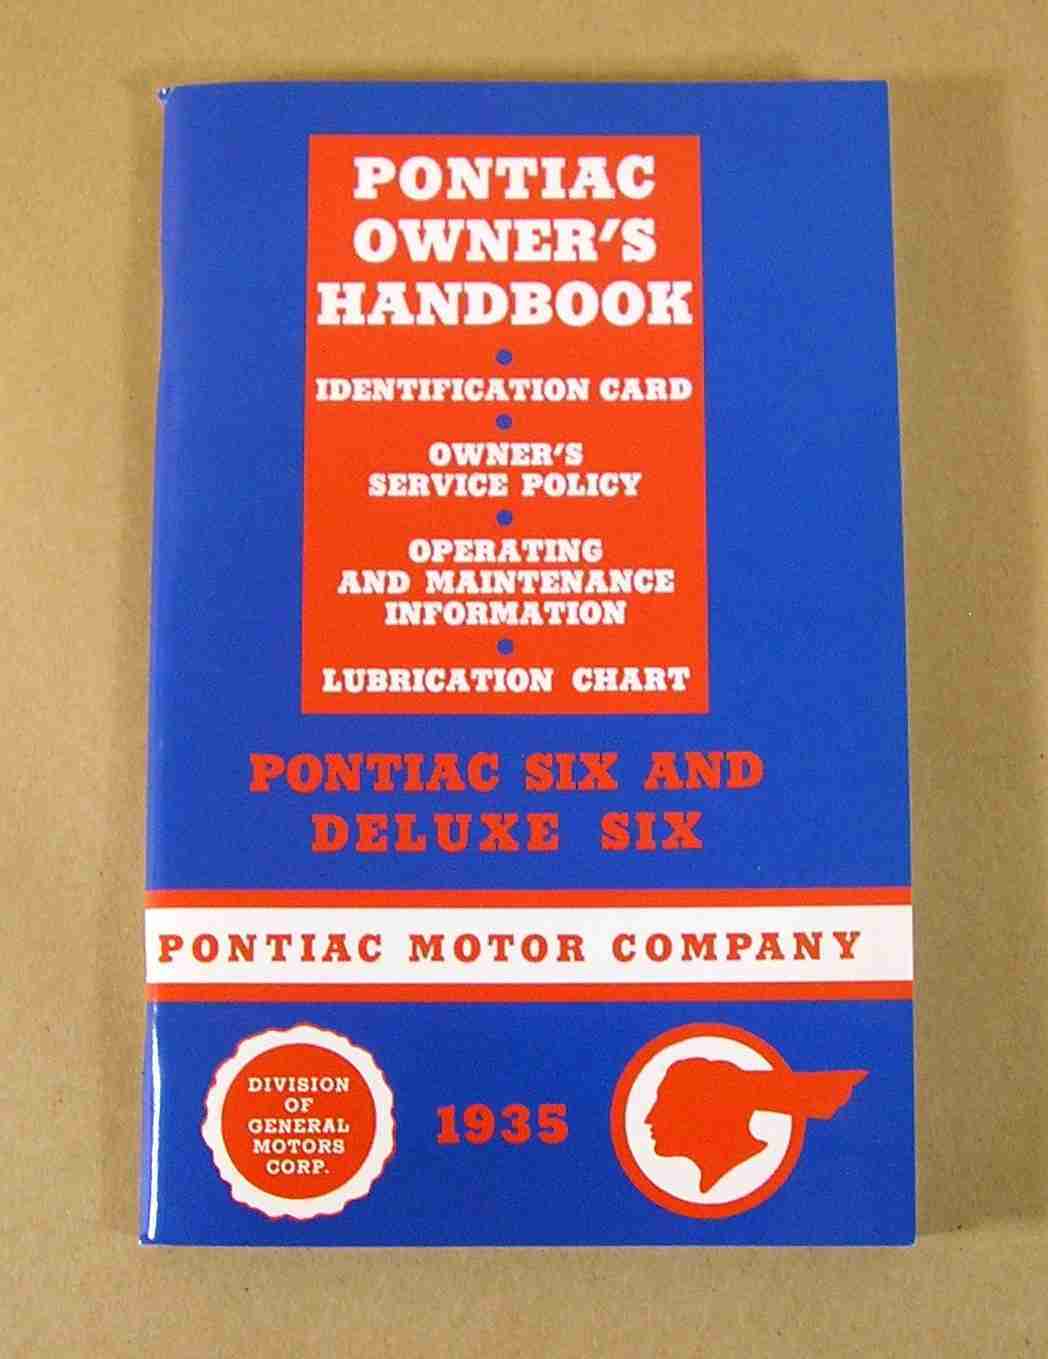 PONTIAC
OWNER'S
HANDBOOK
IDENTIFICATION CARD
OWNER'S
SERVICE POLICY
OPERATING
AND MAINTENANCE
INFORMATION
LUBRICATION CHART
PONTIAC SIX AND
DELUXE SIX
PONTIAC MOTOR COMPANY
DIVISION
OF
GENERAL
MOTORS
CORP.
1935